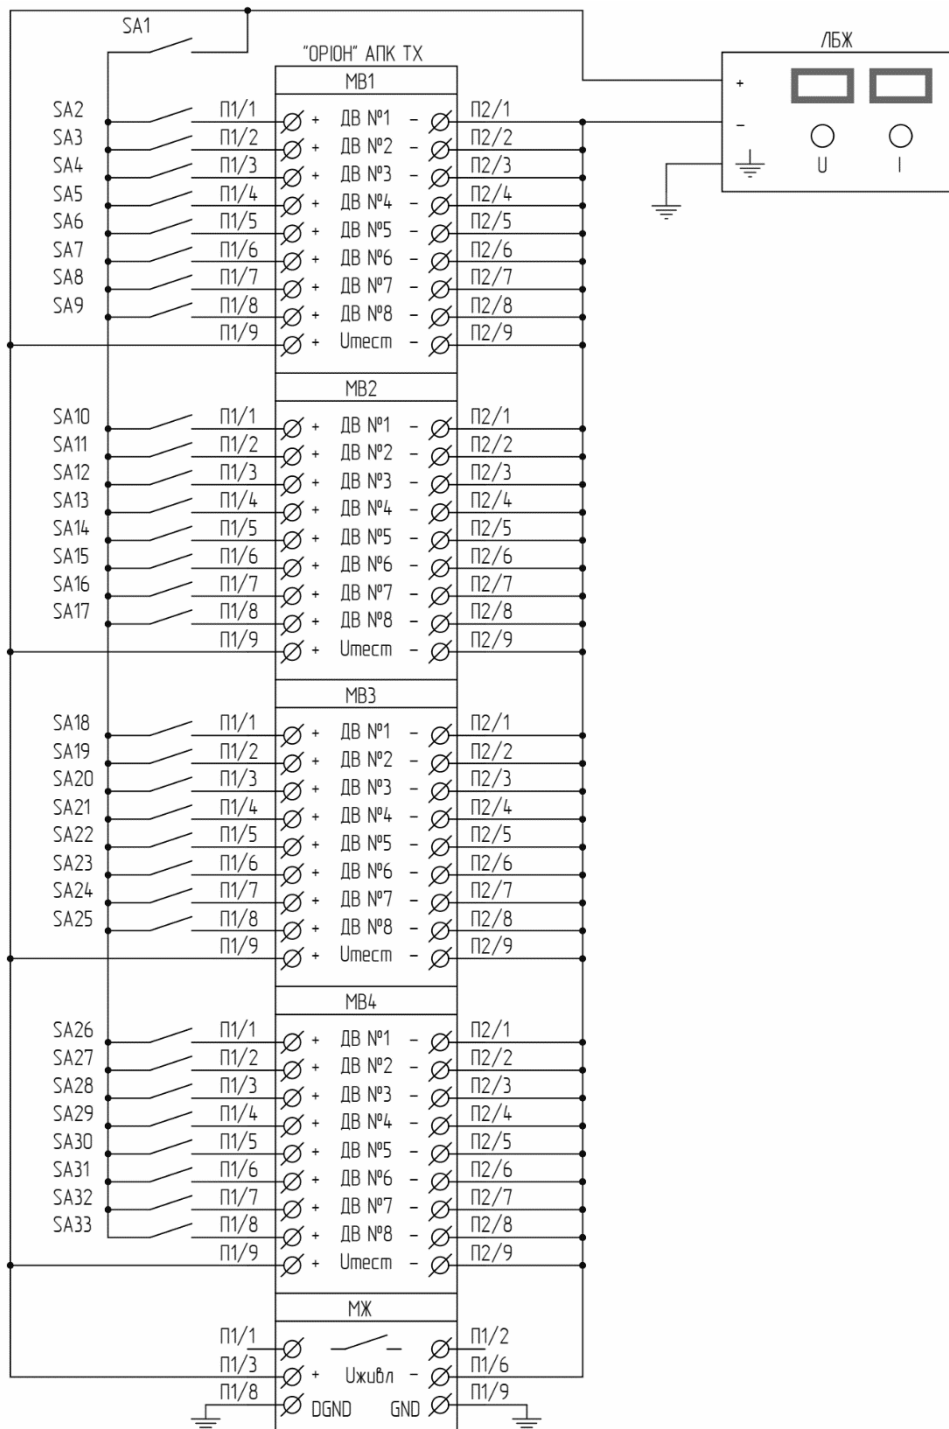 SA1
"ОРІОН" АПК ТХ
ЛБЖ
МВ1
+
SA2 П1/1 + ДВ №1 - П2/1
-
SA3 П1/2 + ДВ №2 - П2/2
U I
SA4 П1/3 + ДВ №3 - П2/3
SA5 П1/4 + ДВ №4 - П2/4
SA6 П1/5 + ДВ №5 - П2/5
SA7 П1/6 + ДВ №6 - П2/6
SA8 П1/7 + ДВ №7 - П2/7
SA9 П1/8 + ДВ №8 - П2/8
П1/9 + Uтест - П2/9
МВ2
SA10 П1/1 + ДВ №1 - П2/1
SA11 П1/2 + ДВ №2 - П2/2
SA12 П1/3 + ДВ №3 - П2/3
SA13 П1/4 + ДВ №4 - П2/4
SA14 П1/5 + ДВ №5 - П2/5
SA15 П1/6 + ДВ №6 - П2/6
SA16 П1/7 + ДВ №7 - П2/7
SA17 П1/8 + ДВ №8 - П2/8
П1/9 + Uтест - П2/9
МВ3
SA18 П1/1 + ДВ №1 - П2/1
SA19 П1/2 + ДВ №2 - П2/2
SA20 П1/3 + ДВ №3 - П2/3
SA21 П1/4 + ДВ №4 - П2/4
SA22 П1/5 + ДВ №5 - П2/5
SA23 П1/6 + ДВ №6 - П2/6
SA24 П1/7 + ДВ №7 - П2/7
SA25 П1/8 + ДВ №8 - П2/8
П1/9 + Uтест - П2/9
МВ4
SA26 П1/1 + ДВ №1 - П2/1
SA27 П1/2 + ДВ №2 - П2/2
SA28 П1/3 + ДВ №3 - П2/3
SA29 П1/4 + ДВ №4 - П2/4
SA30 П1/5 + ДВ №5 - П2/5
SA31 П1/6 + ДВ №6 - П2/6
SA32 П1/7 + ДВ №7 - П2/7
SA33 П1/8 + ДВ №8 - П2/8
П1/9 + Uтест - П2/9
МЖ
П1/1 П1/2
П1/3 + Uживл - П1/6
П1/8 DGND GND П1/9